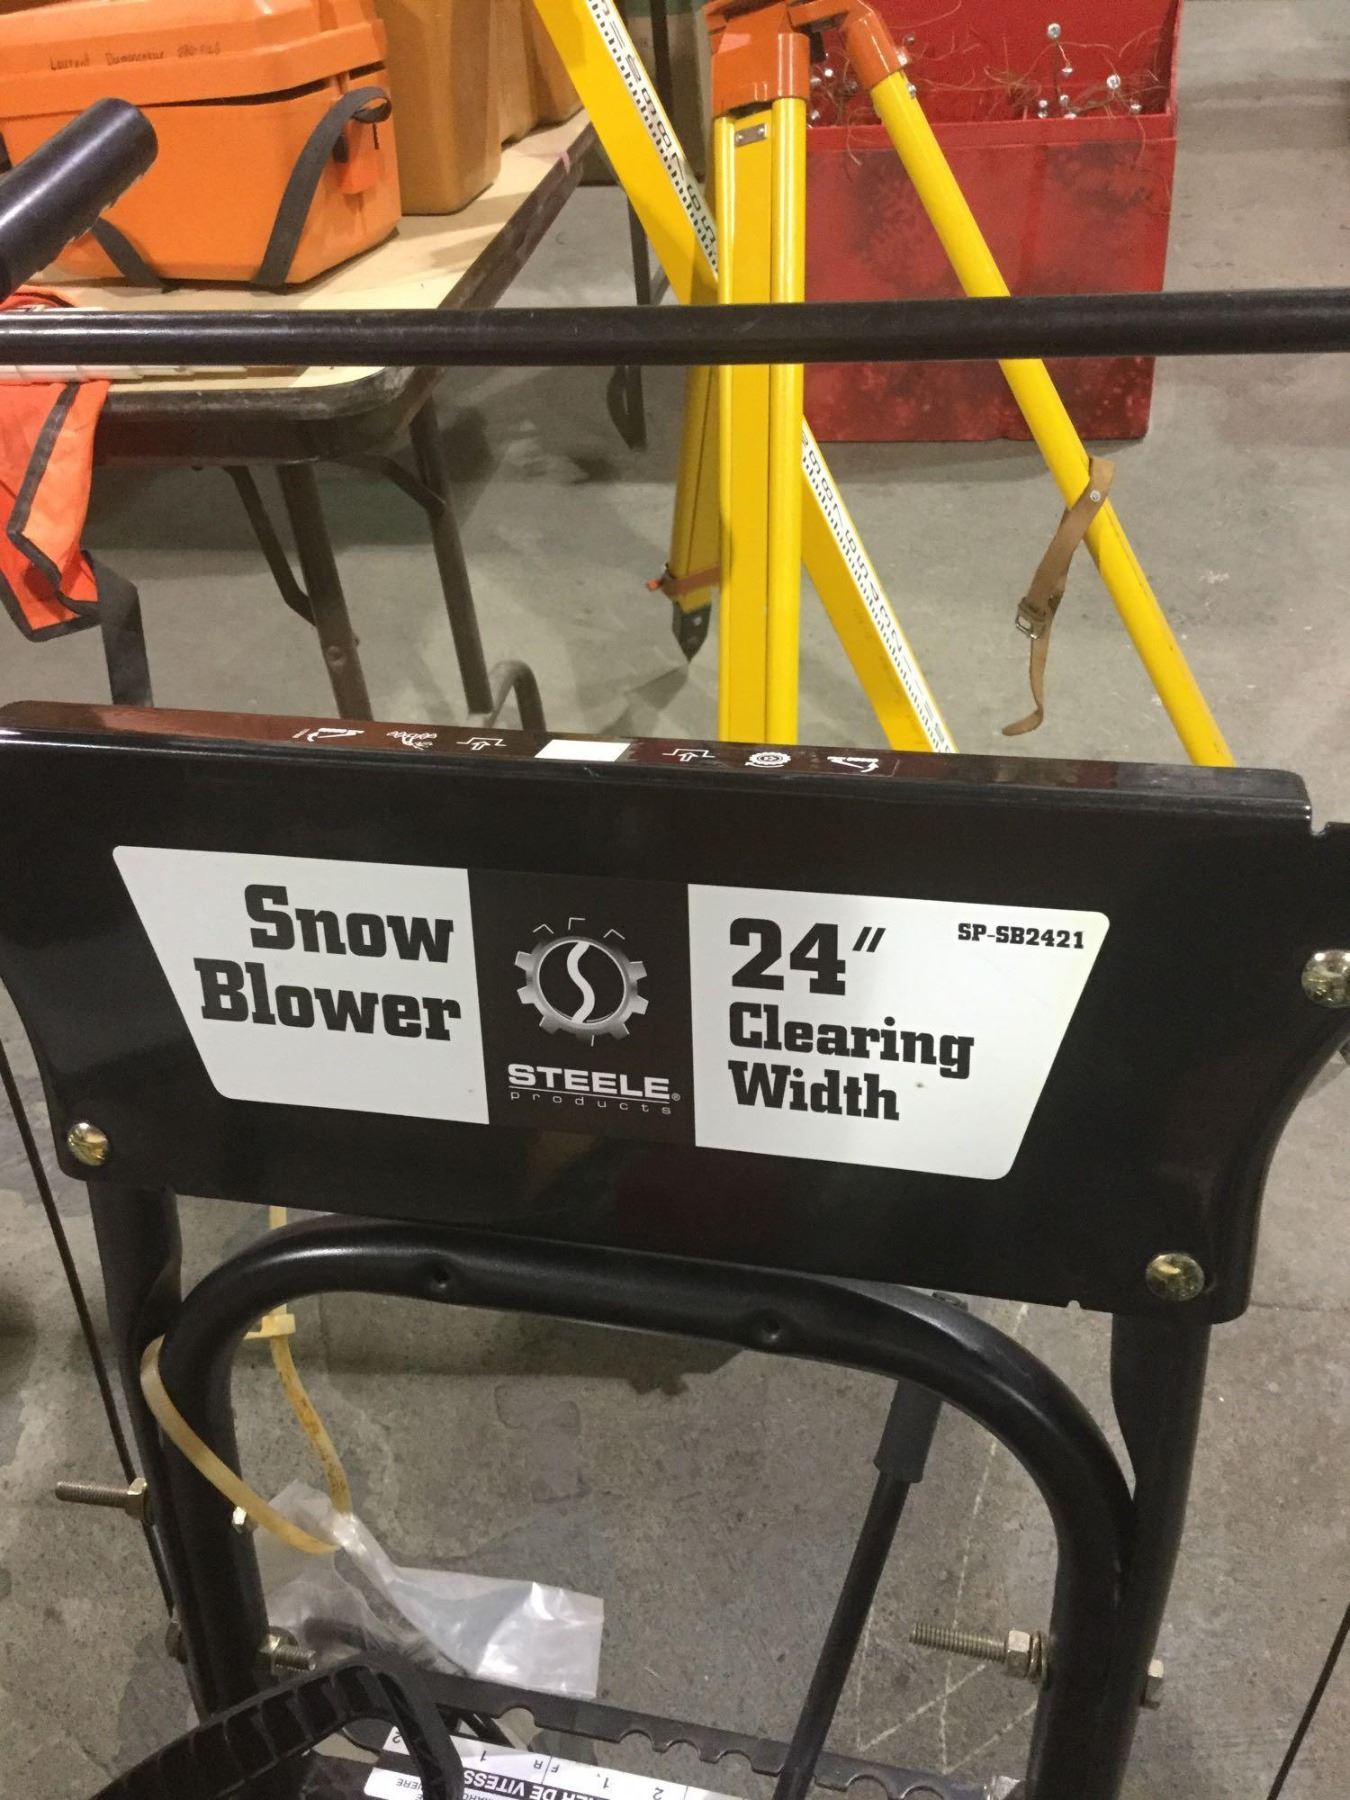 Snow
Blower
STEELE®
products
24"
Clearing
Width
SP-SB2421
DE VITESS